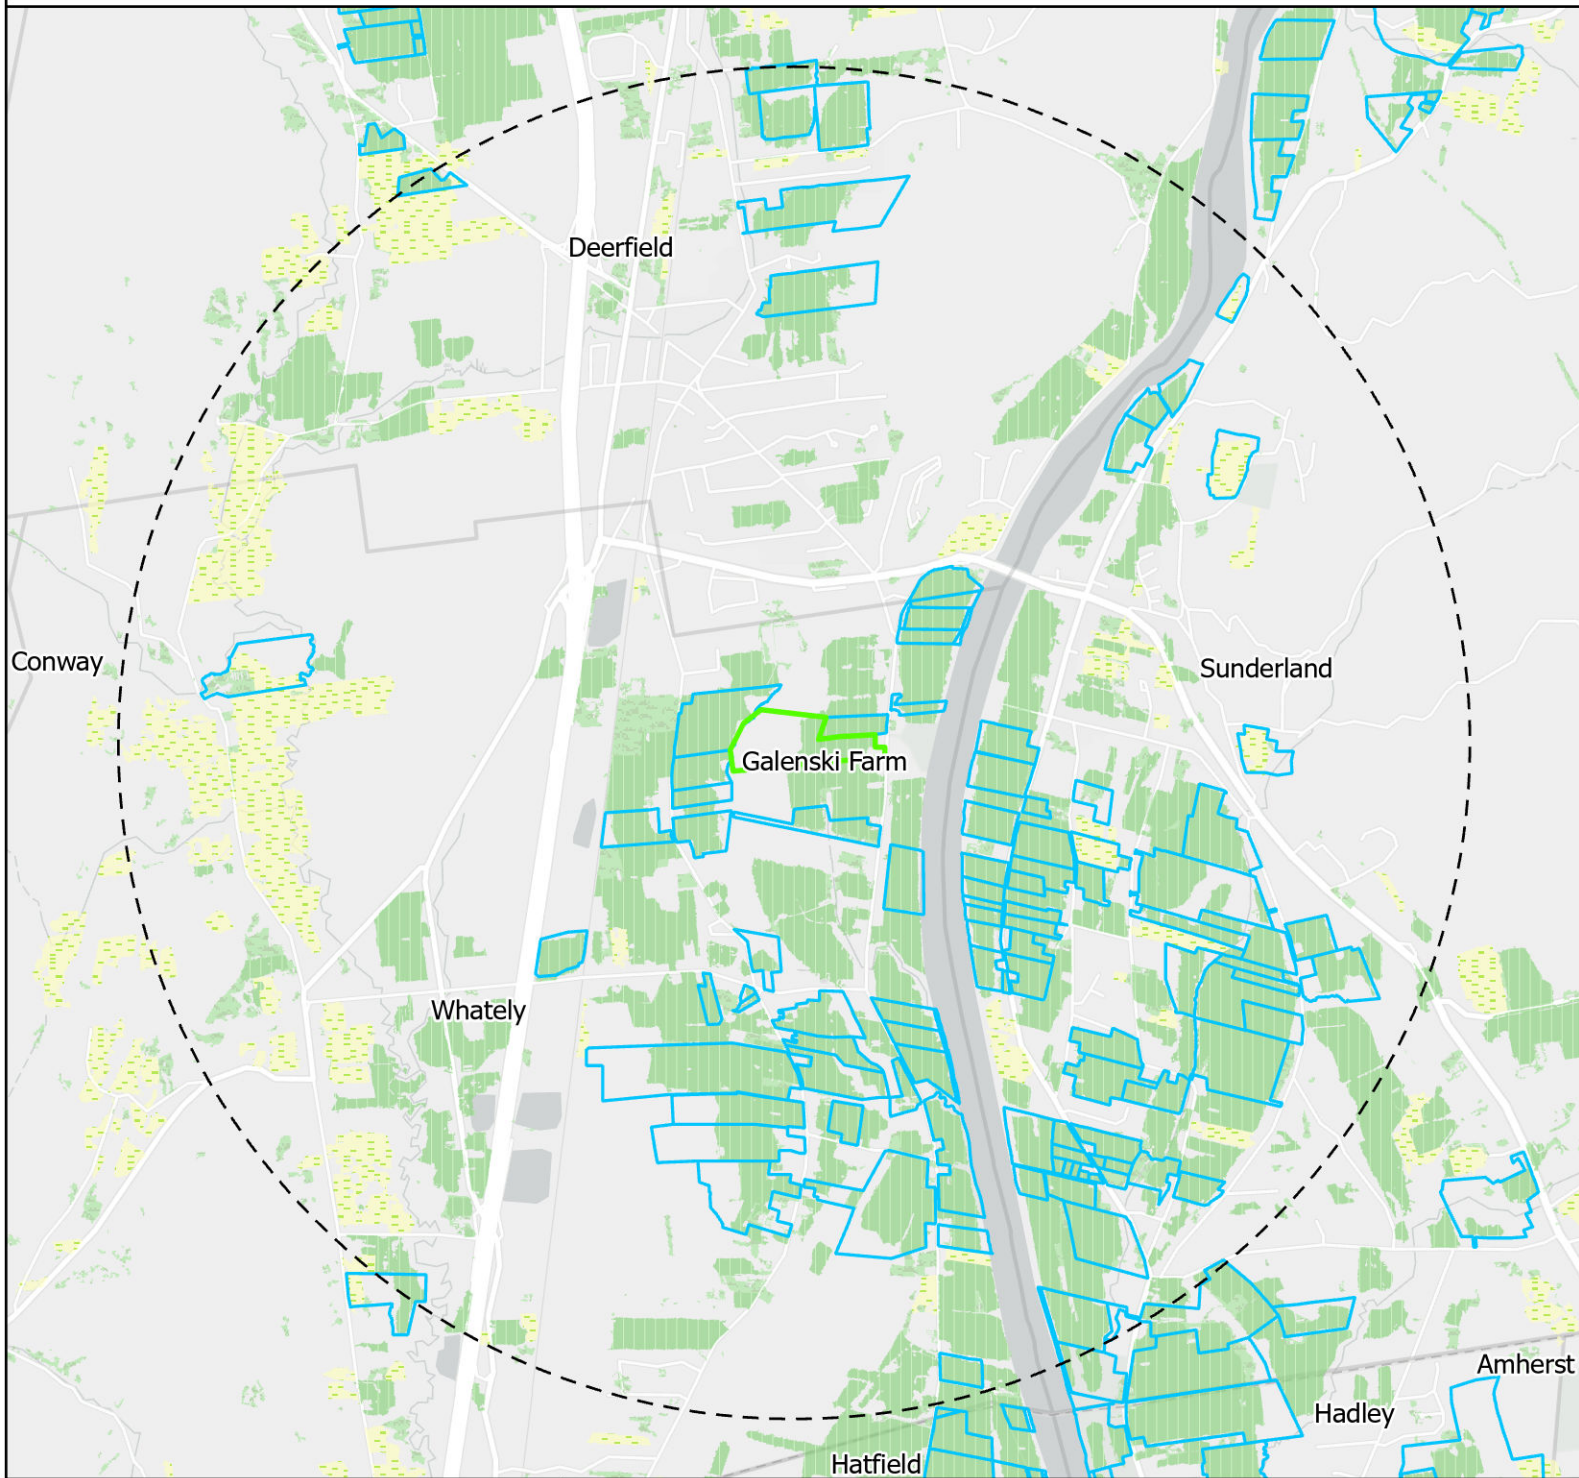 Deerfield
Conway
Sunderland
Galenski Farm
Whately
Amherst
Hadley
Hatfield